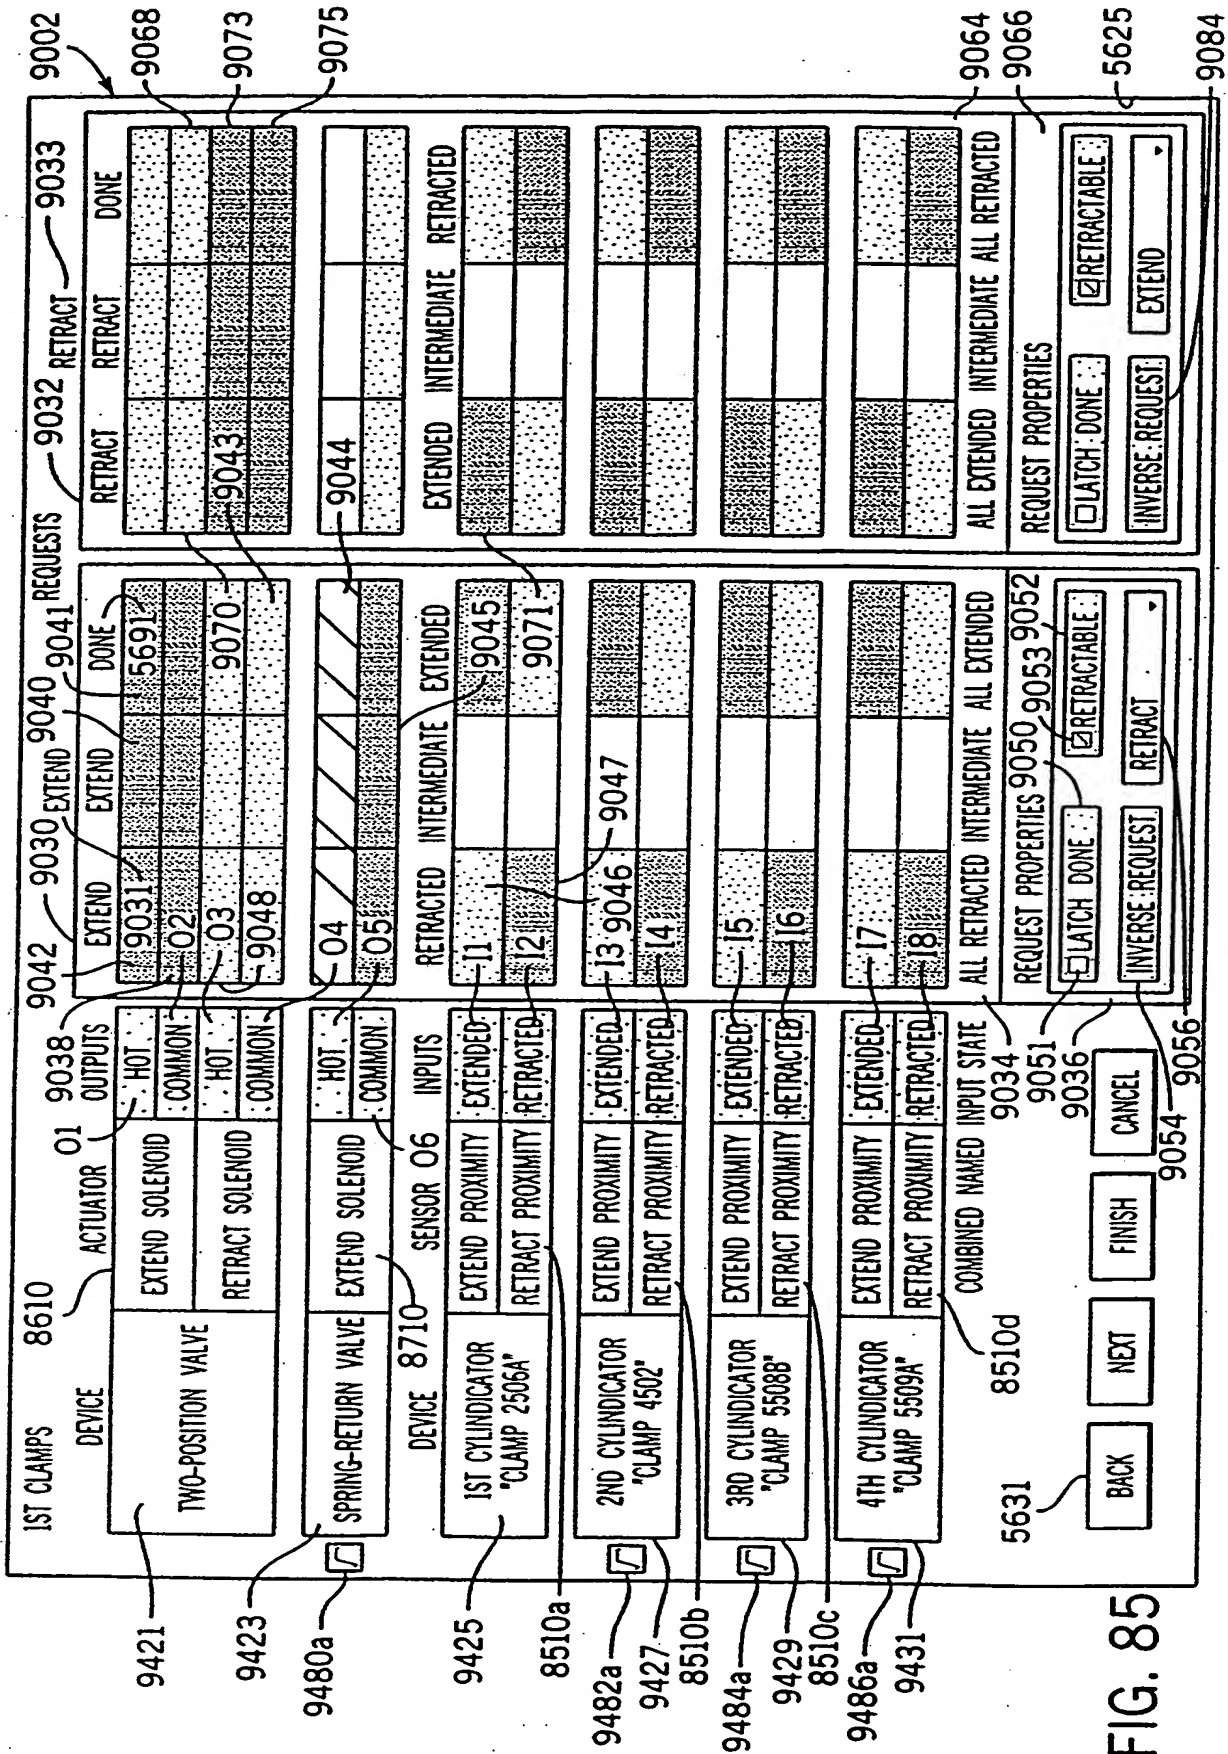 1ST CLAMPS
DEVICE
8610
ACTUATOR
O1
9038
OUTPUTS
9042
9030
EXTEND
9040
9041
REQUESTS
9032
RETRACT
9033
9002
EXTEND
EXTEND
DONE
RETRACT
RETRACT
DONE
9421
TWO-POSITION VALVE
EXTEND SOLENOID
HOT
9031
5691
COMMON
O2
9068
RETRACT SOLENOID
HOT
O3
9070
9043
9073
COMMON
9048
9075
9423
9480a
SPRING-RETURN VALVE
EXTEND SOLENOID
HOT
O4
9044
COMMON
O5
8710
DEVICE
SENSOR
O6
INPUTS
RETRACTED
INTERMEDIATE
EXTENDED
EXTENDED
INTERMEDIATE
RETRACTED
9425
1ST CYLINDICATOR
"CLAMP 2506A"
EXTEND PROXIMITY
EXTENDED
I1
9045
RETRACT PROXIMITY
RETRACTED
I2
9071
8510a
9482a
2ND CYLINDICATOR
"CLAMP 4502"
EXTEND PROXIMITY
EXTENDED
I3
9046
9047
RETRACT PROXIMITY
RETRACTED
I4
9427
8510b
9484a
3RD CYLINDICATOR
"CLAMP 5508B"
EXTEND PROXIMITY
EXTENDED
I5
RETRACT PROXIMITY
RETRACTED
I6
9429
8510c
9486a
4TH CYLINDICATOR
"CLAMP 5509A"
EXTEND PROXIMITY
EXTENDED
I7
RETRACT PROXIMITY
RETRACTED
I8
9431
8510d
COMBINED NAMED INPUT STATE
ALL RETRACTED
INTERMEDIATE
ALL EXTENDED
ALL EXTENDED
INTERMEDIATE
ALL RETRACTED
9064
9034
REQUEST PROPERTIES
9050
9053
9052
REQUEST PROPERTIES
9066
9051
9036
LATCH DONE
RETRACTABLE
LATCH DONE
RETRACTABLE
5625
INVERSE REQUEST
RETRACT
INVERSE REQUEST
EXTEND
9054
9056
9084
5631
BACK
NEXT
FINISH
CANCEL
FIG. 85